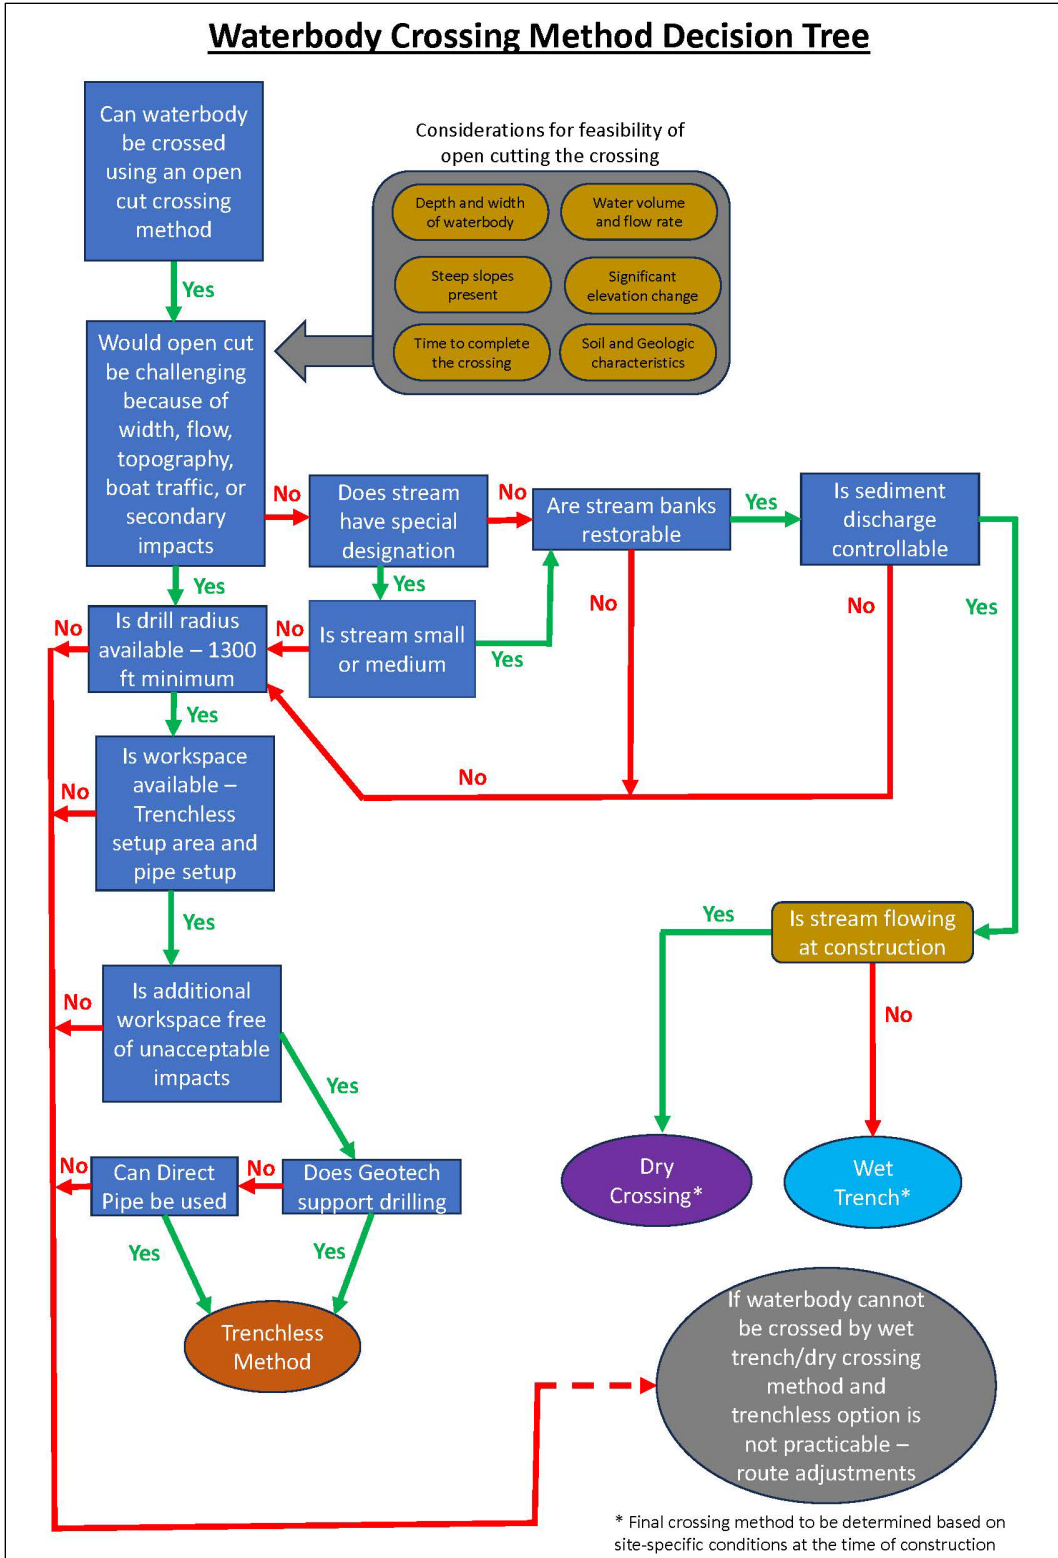 Waterbody Crossing Method Decision Tree
Can waterbody
be crossed
using an open
cut crossing
method
Considerations for feasibility of
open cutting the crossing
Depth and width
of waterbody
Water volume
and flow rate
Steep slopes
present
Significant
elevation change
Time to complete
the crossing
Soil and Geologic
characteristics
Yes
Would open cut
be challenging
because of
width, flow,
topography,
boat traffic, or
secondary
impacts
No
Does stream
have special
designation
No
Are stream banks
restorable
Yes
Is sediment
discharge
controllable
Yes
Yes
No
No
Yes
No
Is drill radius
available – 1300
ft minimum
No
Is stream small
or medium
Yes
Yes
No
No
Is workspace
available –
Trenchless
setup area and
pipe setup
Yes
Yes
Is stream flowing
at construction
No
No
Is additional
workspace free
of unacceptable
impacts
Yes
No
Can Direct
Pipe be used
No
Does Geotech
support drilling
Dry
Crossing*
Wet
Trench*
Yes
Yes
Trenchless
Method
If waterbody cannot
be crossed by wet
trench/dry crossing
method and
trenchless option is
not practicable –
route adjustments
* Final crossing method to be determined based on
site-specific conditions at the time of construction